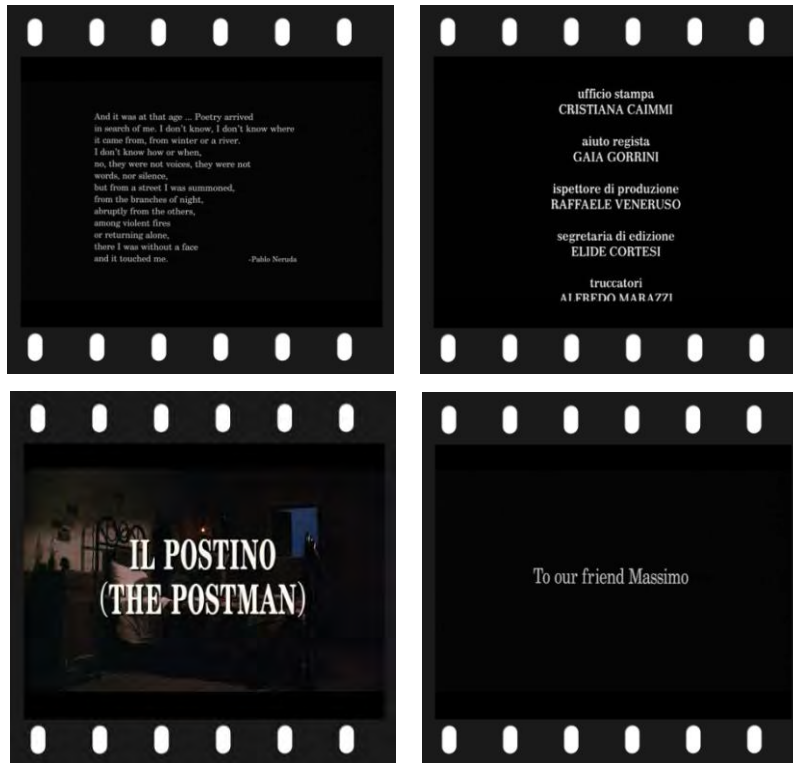 And it was at that age ... Poetry arrived
in search of me. I don't know, I don't know where
it came from, from winter or a river.
I don't know how or when,
no, they were not voices, they were not
words, nor silence,
but from a street I was summoned,
from the branches of night,
abruptly from the others,
among violent fires
or returning alone,
there I was without a face
and it touched me. -Pablo Neruda
ufficio stampa
CRISTIANA CAIMMI
aiuto regista
GAIA GORRINI
ispettore di produzione
RAFFAELE VENERUSO
segretaria di edizione
ELIDE CORTESI
truccatori
ALFREDO MARAZZI
IL POSTINO
(THE POSTMAN)
To our friend Massimo